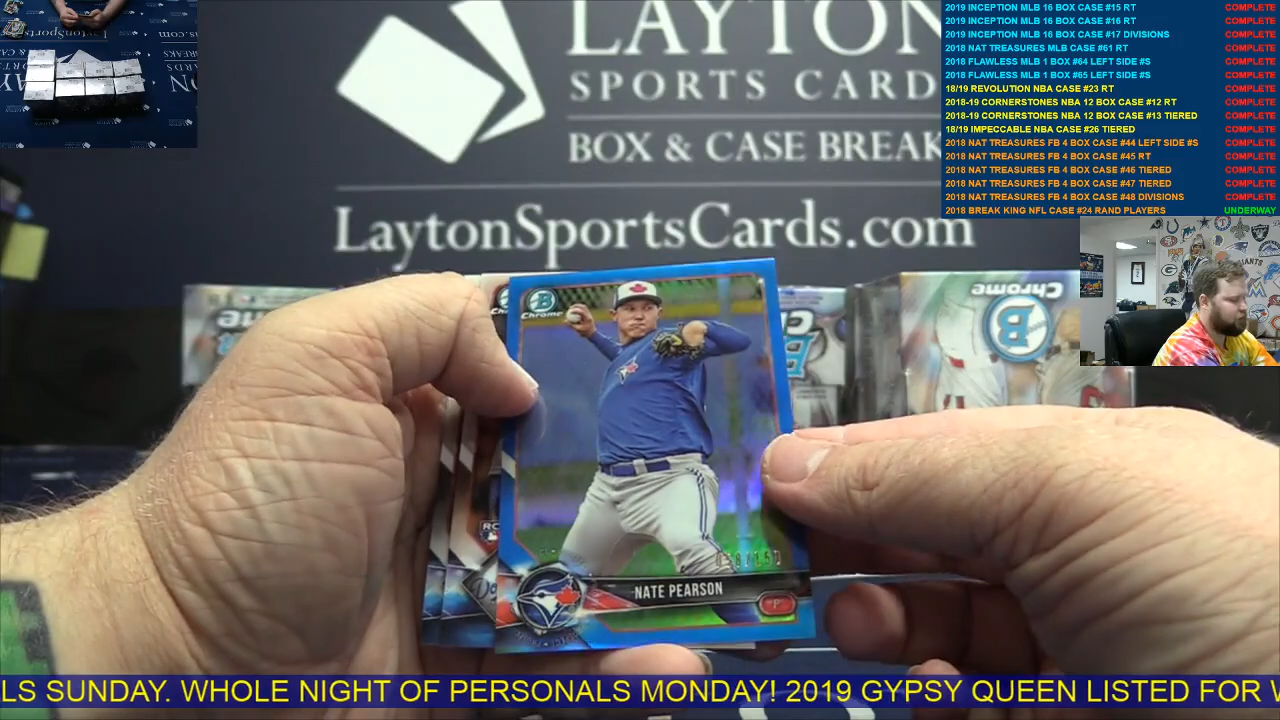 LAYTON
SPORTS CARD
BOX & CASE BREAK
LaytonSportsCards.com
2019 INCEPTION MLB 16 BOX CASE #15 RT COMPLETE
2019 INCEPTION MLB 16 BOX CASE #16 RT COMPLETE
2019 INCEPTION MLB 16 BOX CASE #17 DIVISIONS COMPLETE
2018 NAT TREASURES MLB CASE #61 RT COMPLETE
2018 FLAWLESS MLB 1 BOX #64 LEFT SIDE #S COMPLETE
2018 FLAWLESS MLB 1 BOX #65 LEFT SIDE #S COMPLETE
18/19 REVOLUTION NBA CASE #23 RT COMPLETE
2018-19 CORNERSTONES NBA 12 BOX CASE #12 RT COMPLETE
2018-19 CORNERSTONES NBA 12 BOX CASE #13 TIERED COMPLETE
18/19 IMPECCABLE NBA CASE #26 TIERED COMPLETE
2018 NAT TREASURES FB 4 BOX CASE #44 LEFT SIDE #S COMPLETE
2018 NAT TREASURES FB 4 BOX CASE #45 RT COMPLETE
2018 NAT TREASURES FB 4 BOX CASE #46 TIERED COMPLETE
2018 NAT TREASURES FB 4 BOX CASE #47 TIERED COMPLETE
2018 NAT TREASURES FB 4 BOX CASE #48 DIVISIONS COMPLETE
2018 BREAK KING NFL CASE #24 RAND PLAYERS UNDERWAY
B
Chrome
Chrome
B
RC
NATE PEARSON
P
LS SUNDAY. WHOLE NIGHT OF PERSONALS MONDAY! 2019 GYPSY QUEEN LISTED FOR